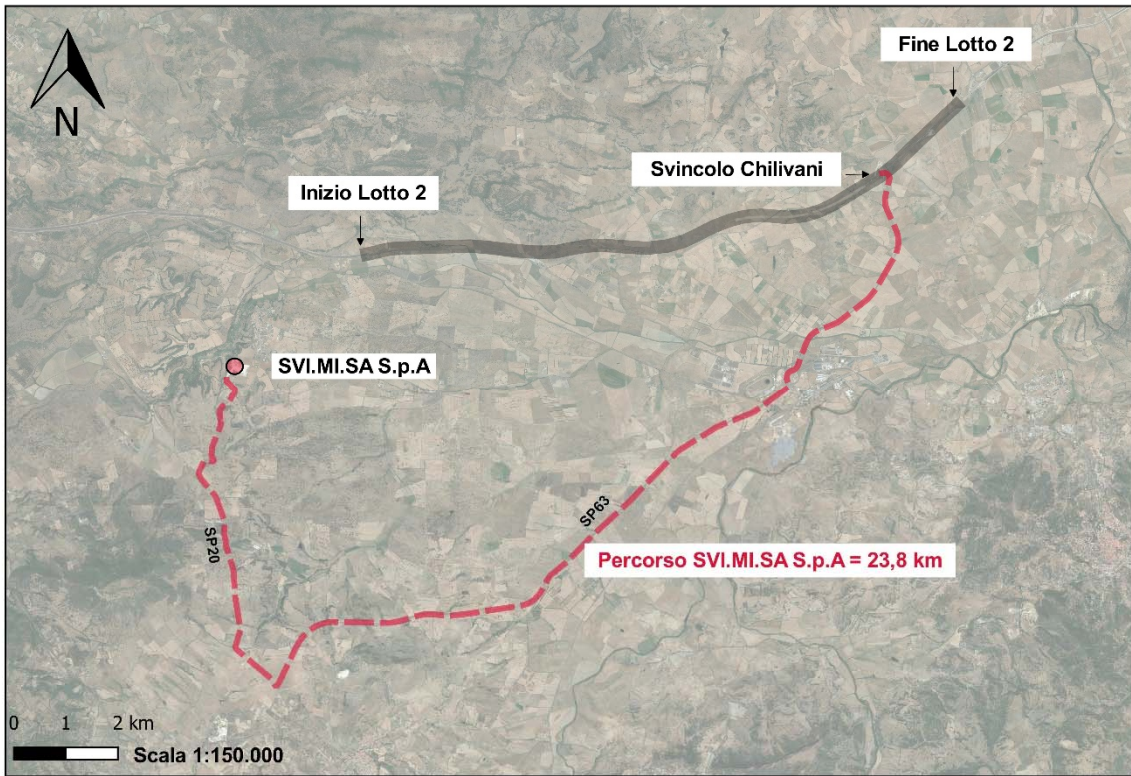 Fine Lotto 2
Svincolo Chilivani
Inizio Lotto 2
SVI.MI.SA S.p.A
SP20
SP63
Percorso SVI.MI.SA S.p.A = 23,8 km
N
0 1 2 km
Scala 1:150.000